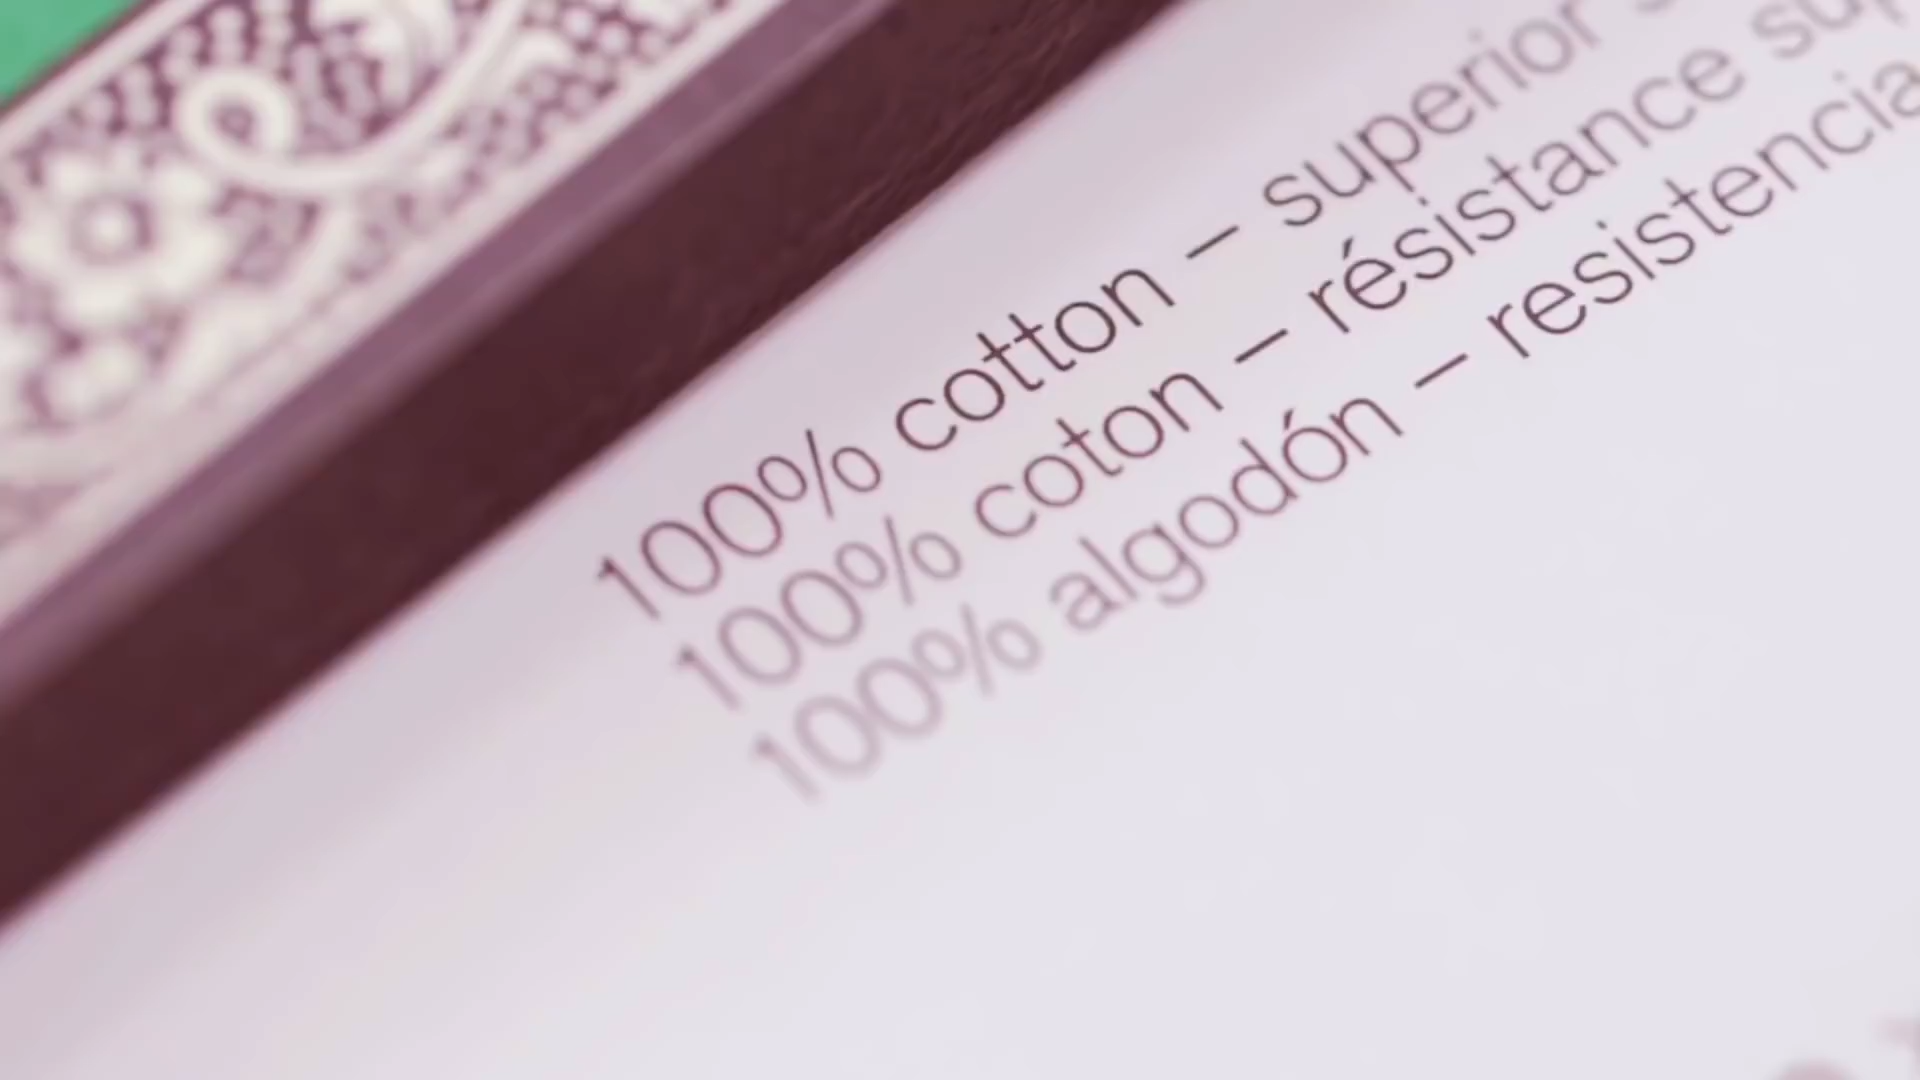 100% cotton – superior
100% coton – résistance
100% algodón – resistencia